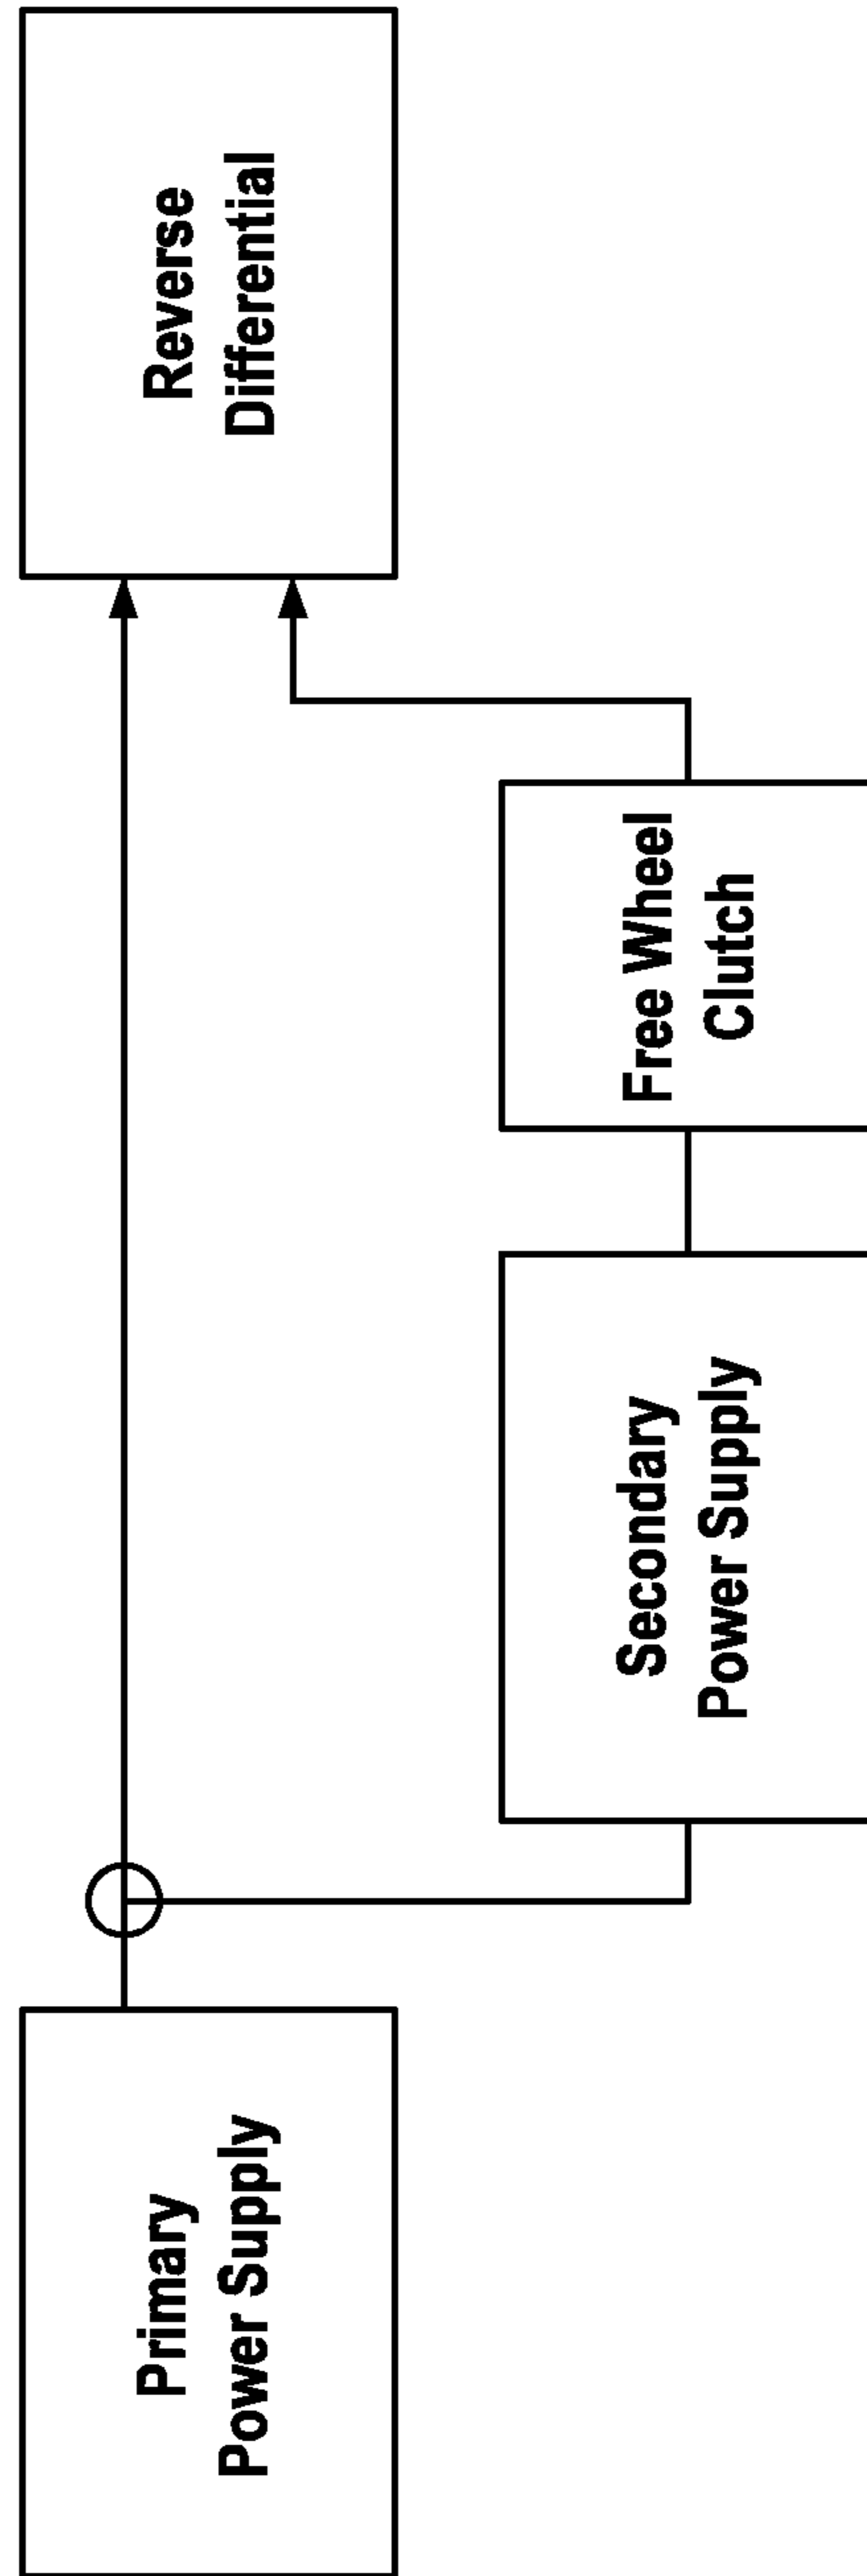 Primary
Power Supply
Secondary
Power Supply
Free Wheel
Clutch
Reverse
Differential